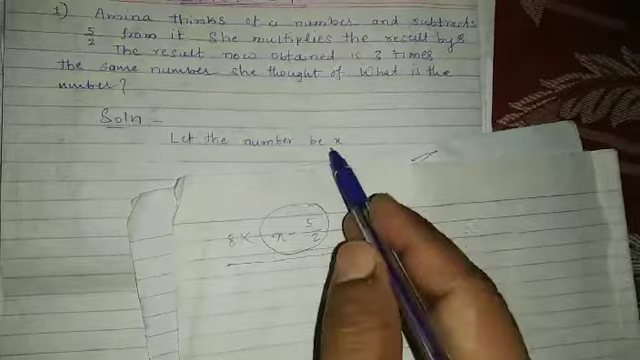 1) Amina thinks of a number and subtracts
5/2 from it She multiplies the result by 8
The result now obtained is 3 times
the same number she thought of What is the
number?
Soln -
Let the number be x
8 × x - 5/2